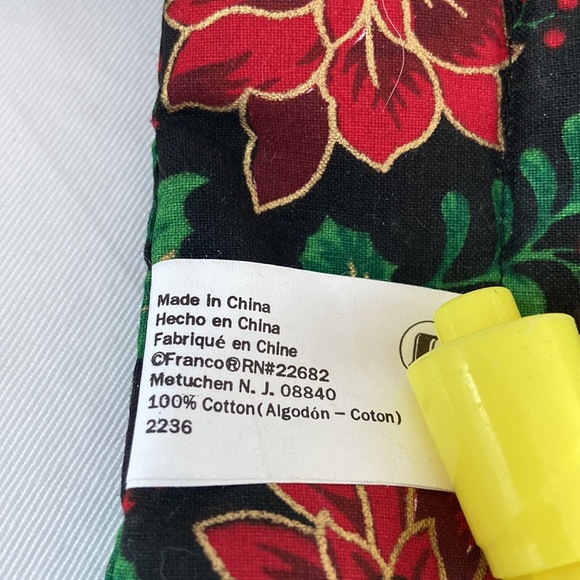 Made in China
Hecho en China
Fabriqué en Chine
©Franco®RN#22682
Metuchen N. J. 08840
100% Cotton(Algodón – Coton)
2236